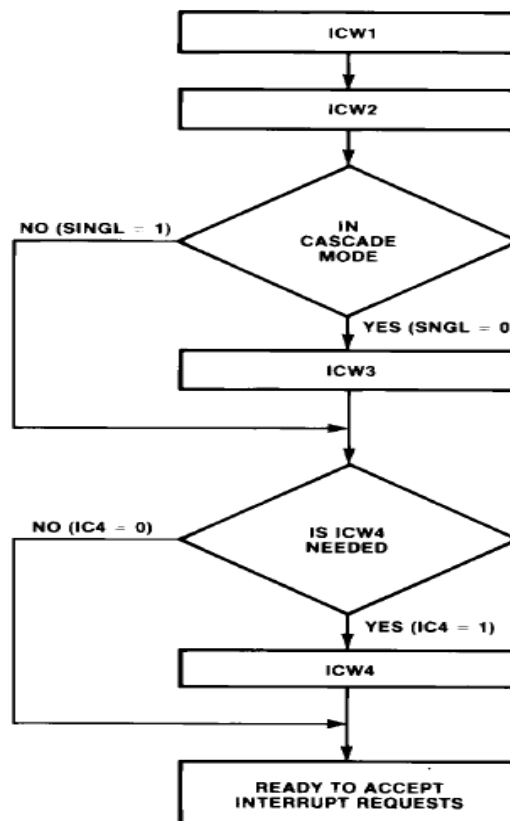 ICW1
ICW2
NO (SINGL = 1)
IN
CASCADE
MODE
YES (SNGL = 0
ICW3
NO (IC4 = 0)
IS ICW4
NEEDED
YES (IC4 = 1)
ICW4
READY TO ACCEPT
INTERRUPT REQUESTS